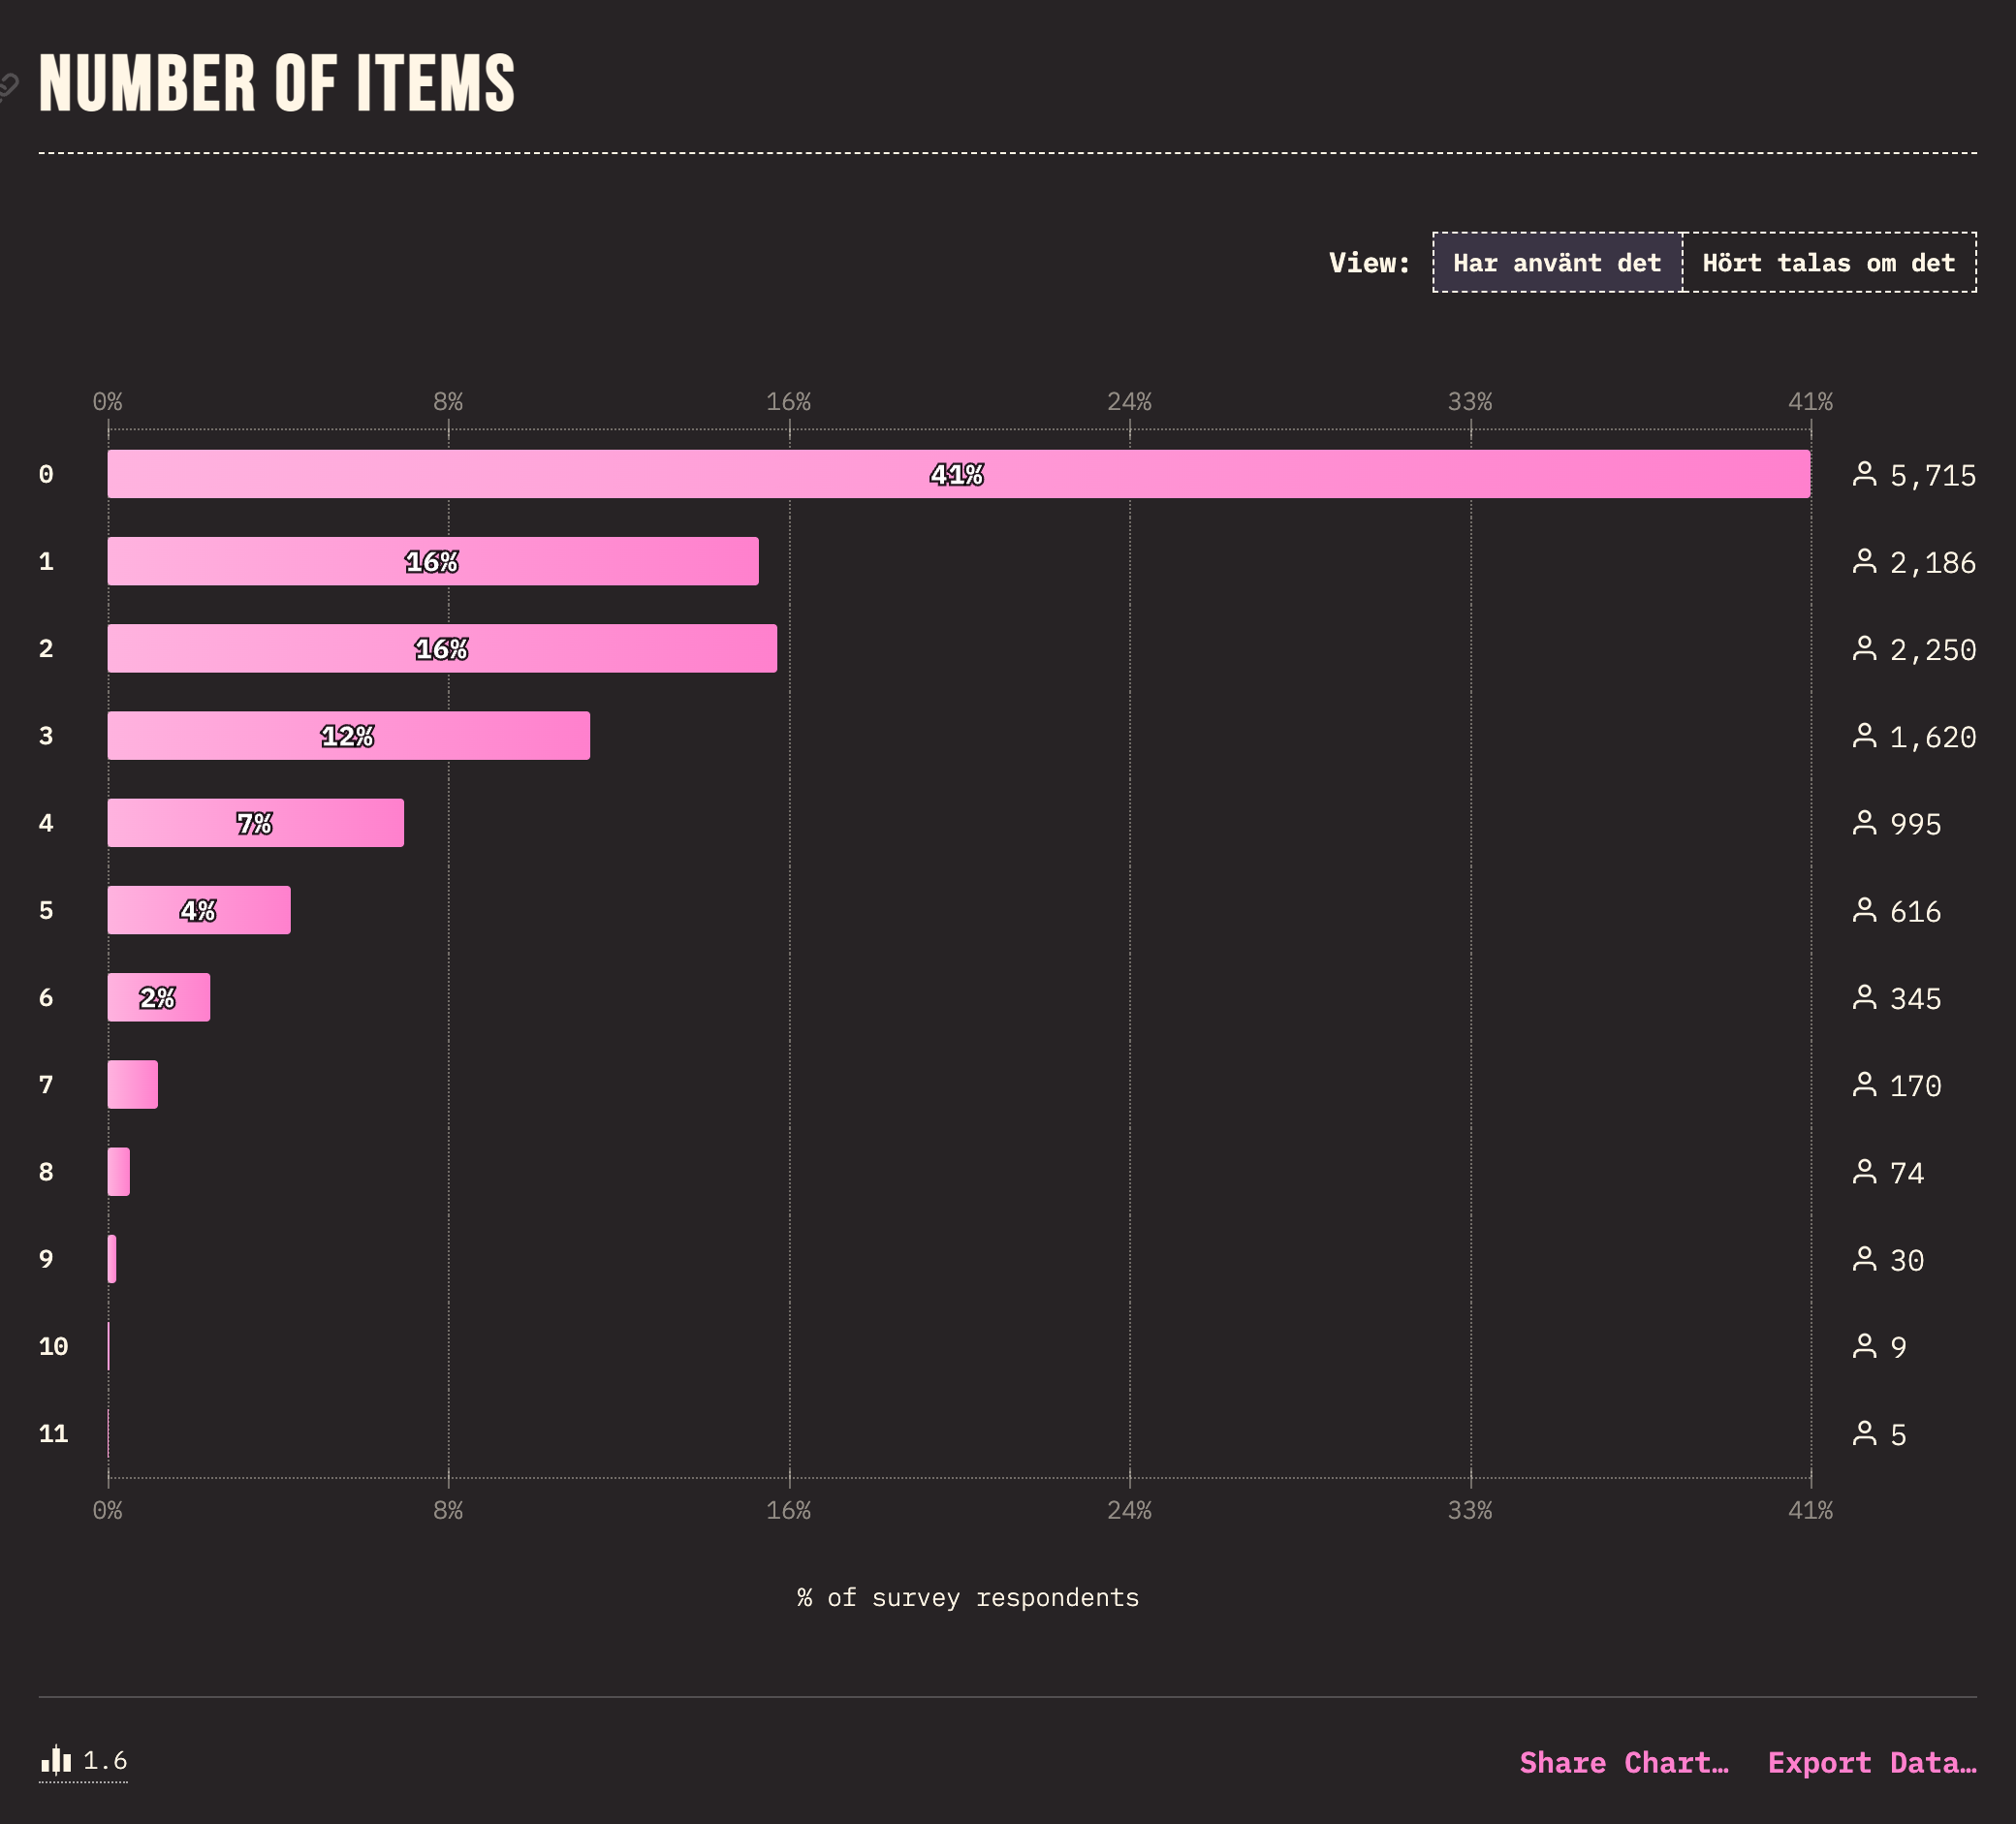 NUMBER OF ITEMS
View: Har använt det Hört talas om det
0% 8% 16% 24% 33% 41%
0 41% 5,715
1 16% 2,186
2 16% 2,250
3 12% 1,620
4 7% 995
5 4% 616
6 2% 345
7 170
8 74
9 30
10 9
11 5
0% 8% 16% 24% 33% 41%
% of survey respondents
1.6 Share Chart… Export Data…